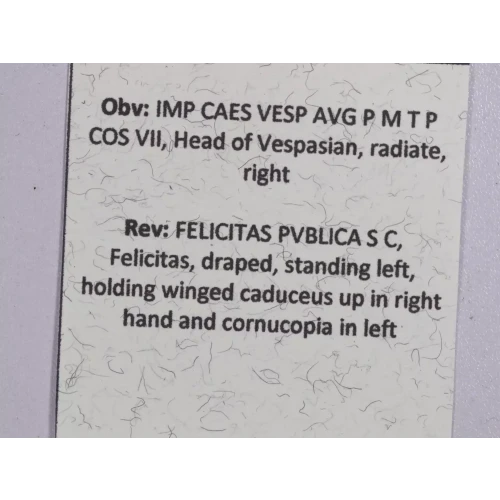 Obv: IMP CAES VESP AVG P M T P
COS VII, Head of Vespasian, radiate,
right
Rev: FELICITAS PVBLICA S C,
Felicitas, draped, standing left,
holding winged caduceus up in right
hand and cornucopia in left